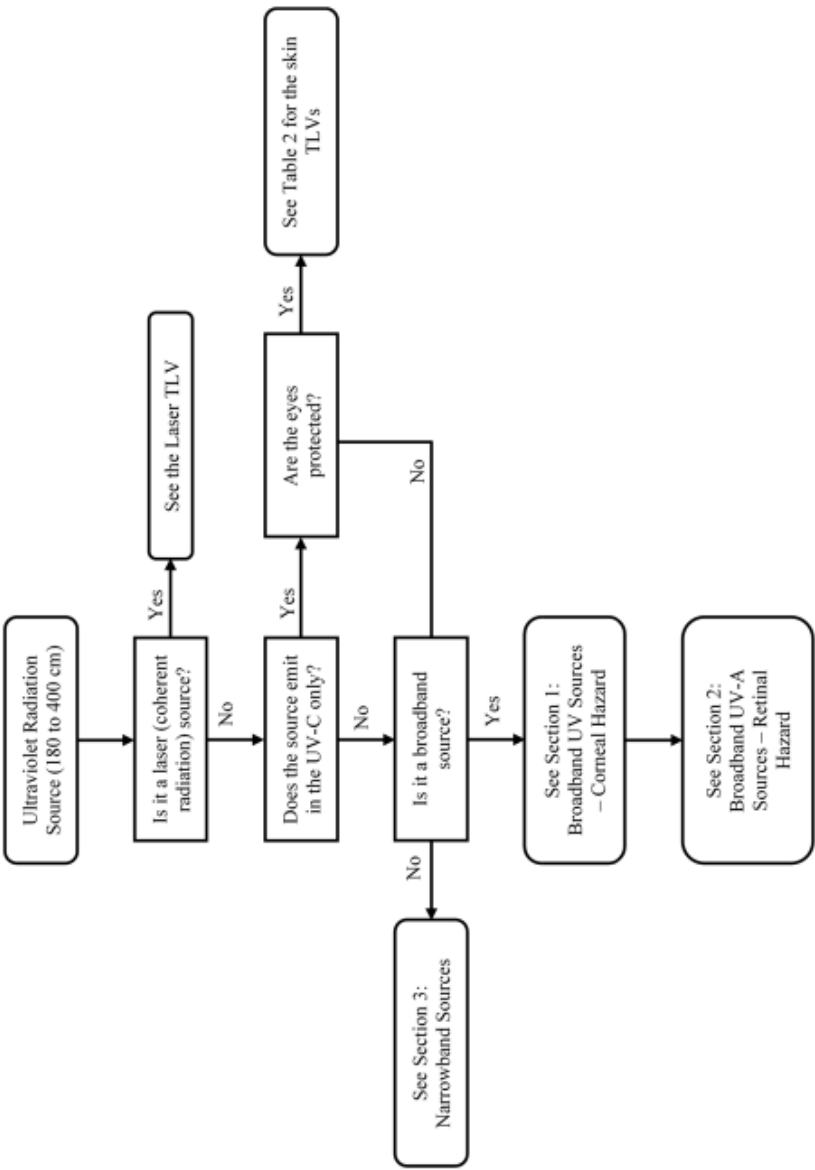 Ultraviolet Radiation
Source (180 to 400 cm)
Is it a laser (coherent
radiation) source?
Yes
See the Laser TLV
No
Does the source emit
in the UV-C only?
Yes
Are the eyes
protected?
Yes
See Table 2 for the skin
TLVs
No
No
Is it a broadband
source?
No
See Section 3:
Narrowband Sources
Yes
See Section 1:
Broadband UV Sources
– Corneal Hazard
See Section 2:
Broadband UV-A
Sources – Retinal
Hazard